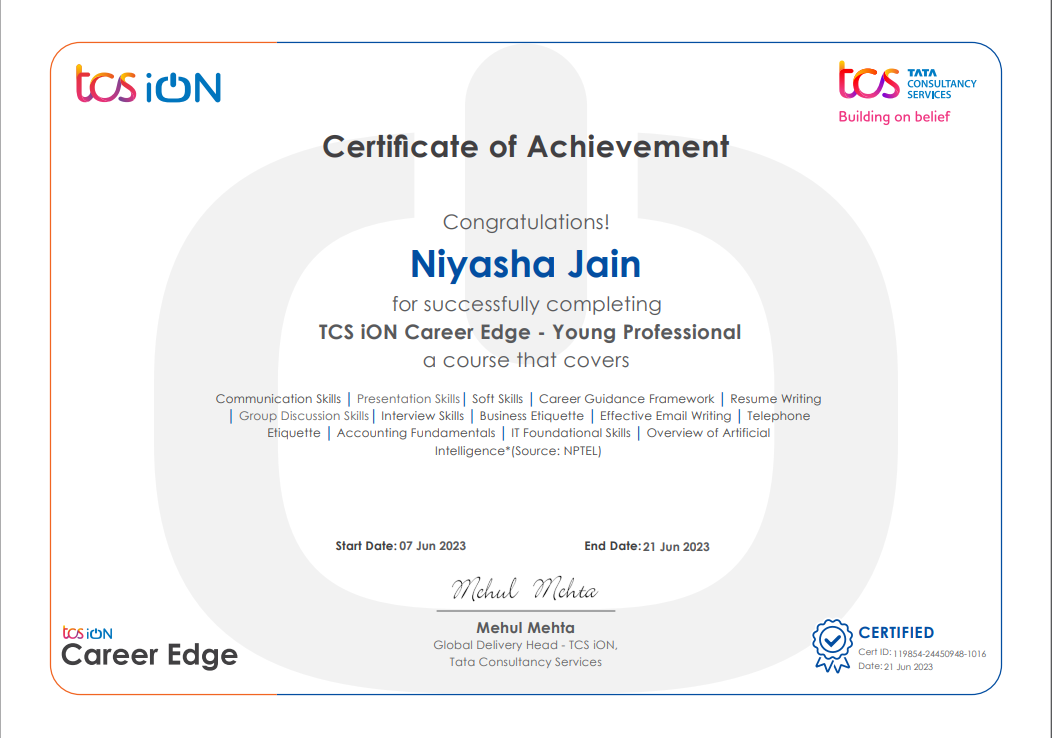 tcs iON
tcs TATA CONSULTANCY SERVICES
Building on belief
Certificate of Achievement
Congratulations!
Niyasha Jain
for successfully completing
TCS iON Career Edge - Young Professional
a course that covers
Communication Skills | Presentation Skills | Soft Skills | Career Guidance Framework | Resume Writing
| Group Discussion Skills | Interview Skills | Business Etiquette | Effective Email Writing | Telephone
Etiquette | Accounting Fundamentals | IT Foundational Skills | Overview of Artificial
Intelligence*(Source: NPTEL)
Start Date: 07 Jun 2023 End Date: 21 Jun 2023
Mehul Mehta
Mehul Mehta
Global Delivery Head - TCS iON,
Tata Consultancy Services
tcs iON
Career Edge
CERTIFIED
Cert ID: 119854-24450948-1016
Date: 21 Jun 2023